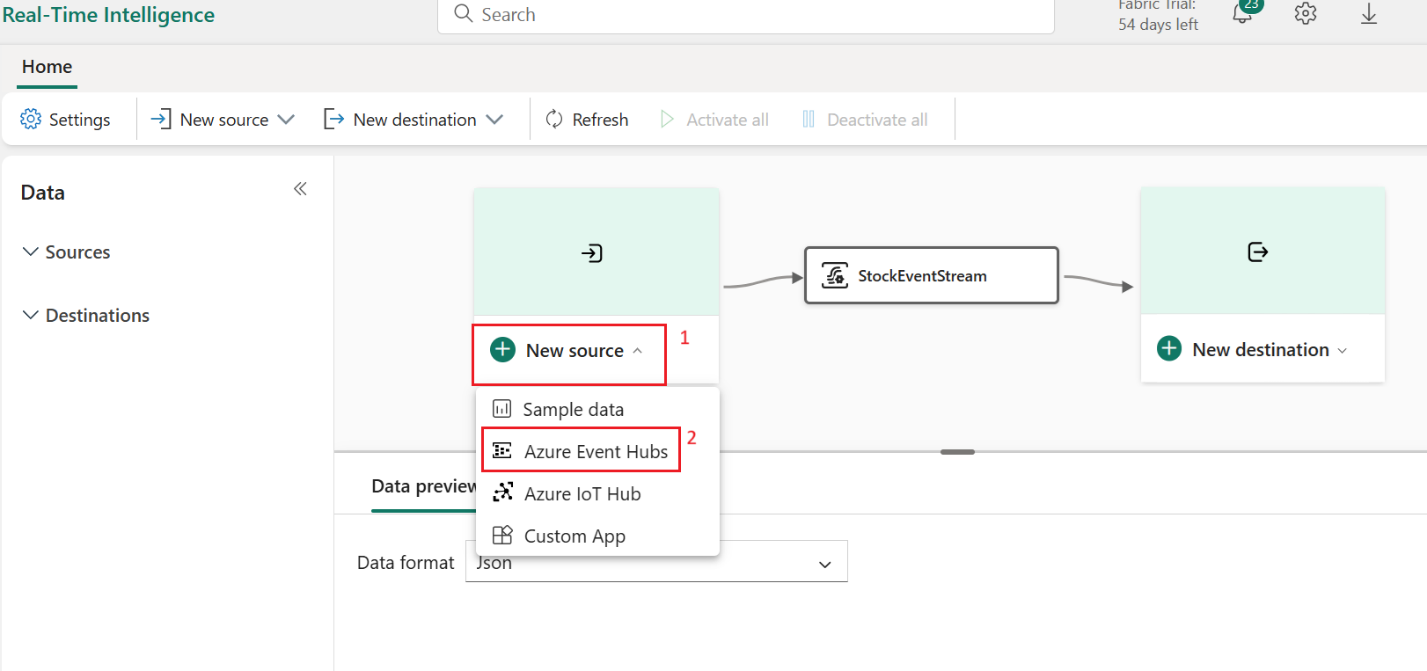 Real-Time Intelligence
Search
Fabric Trial:
54 days left
23
Home
Settings
New source
New destination
Refresh
Activate all
Deactivate all
Data
Sources
Destinations
StockEventStream
New source
1
New destination
Sample data
Azure Event Hubs
2
Azure IoT Hub
Custom App
Data preview
Data format
Json